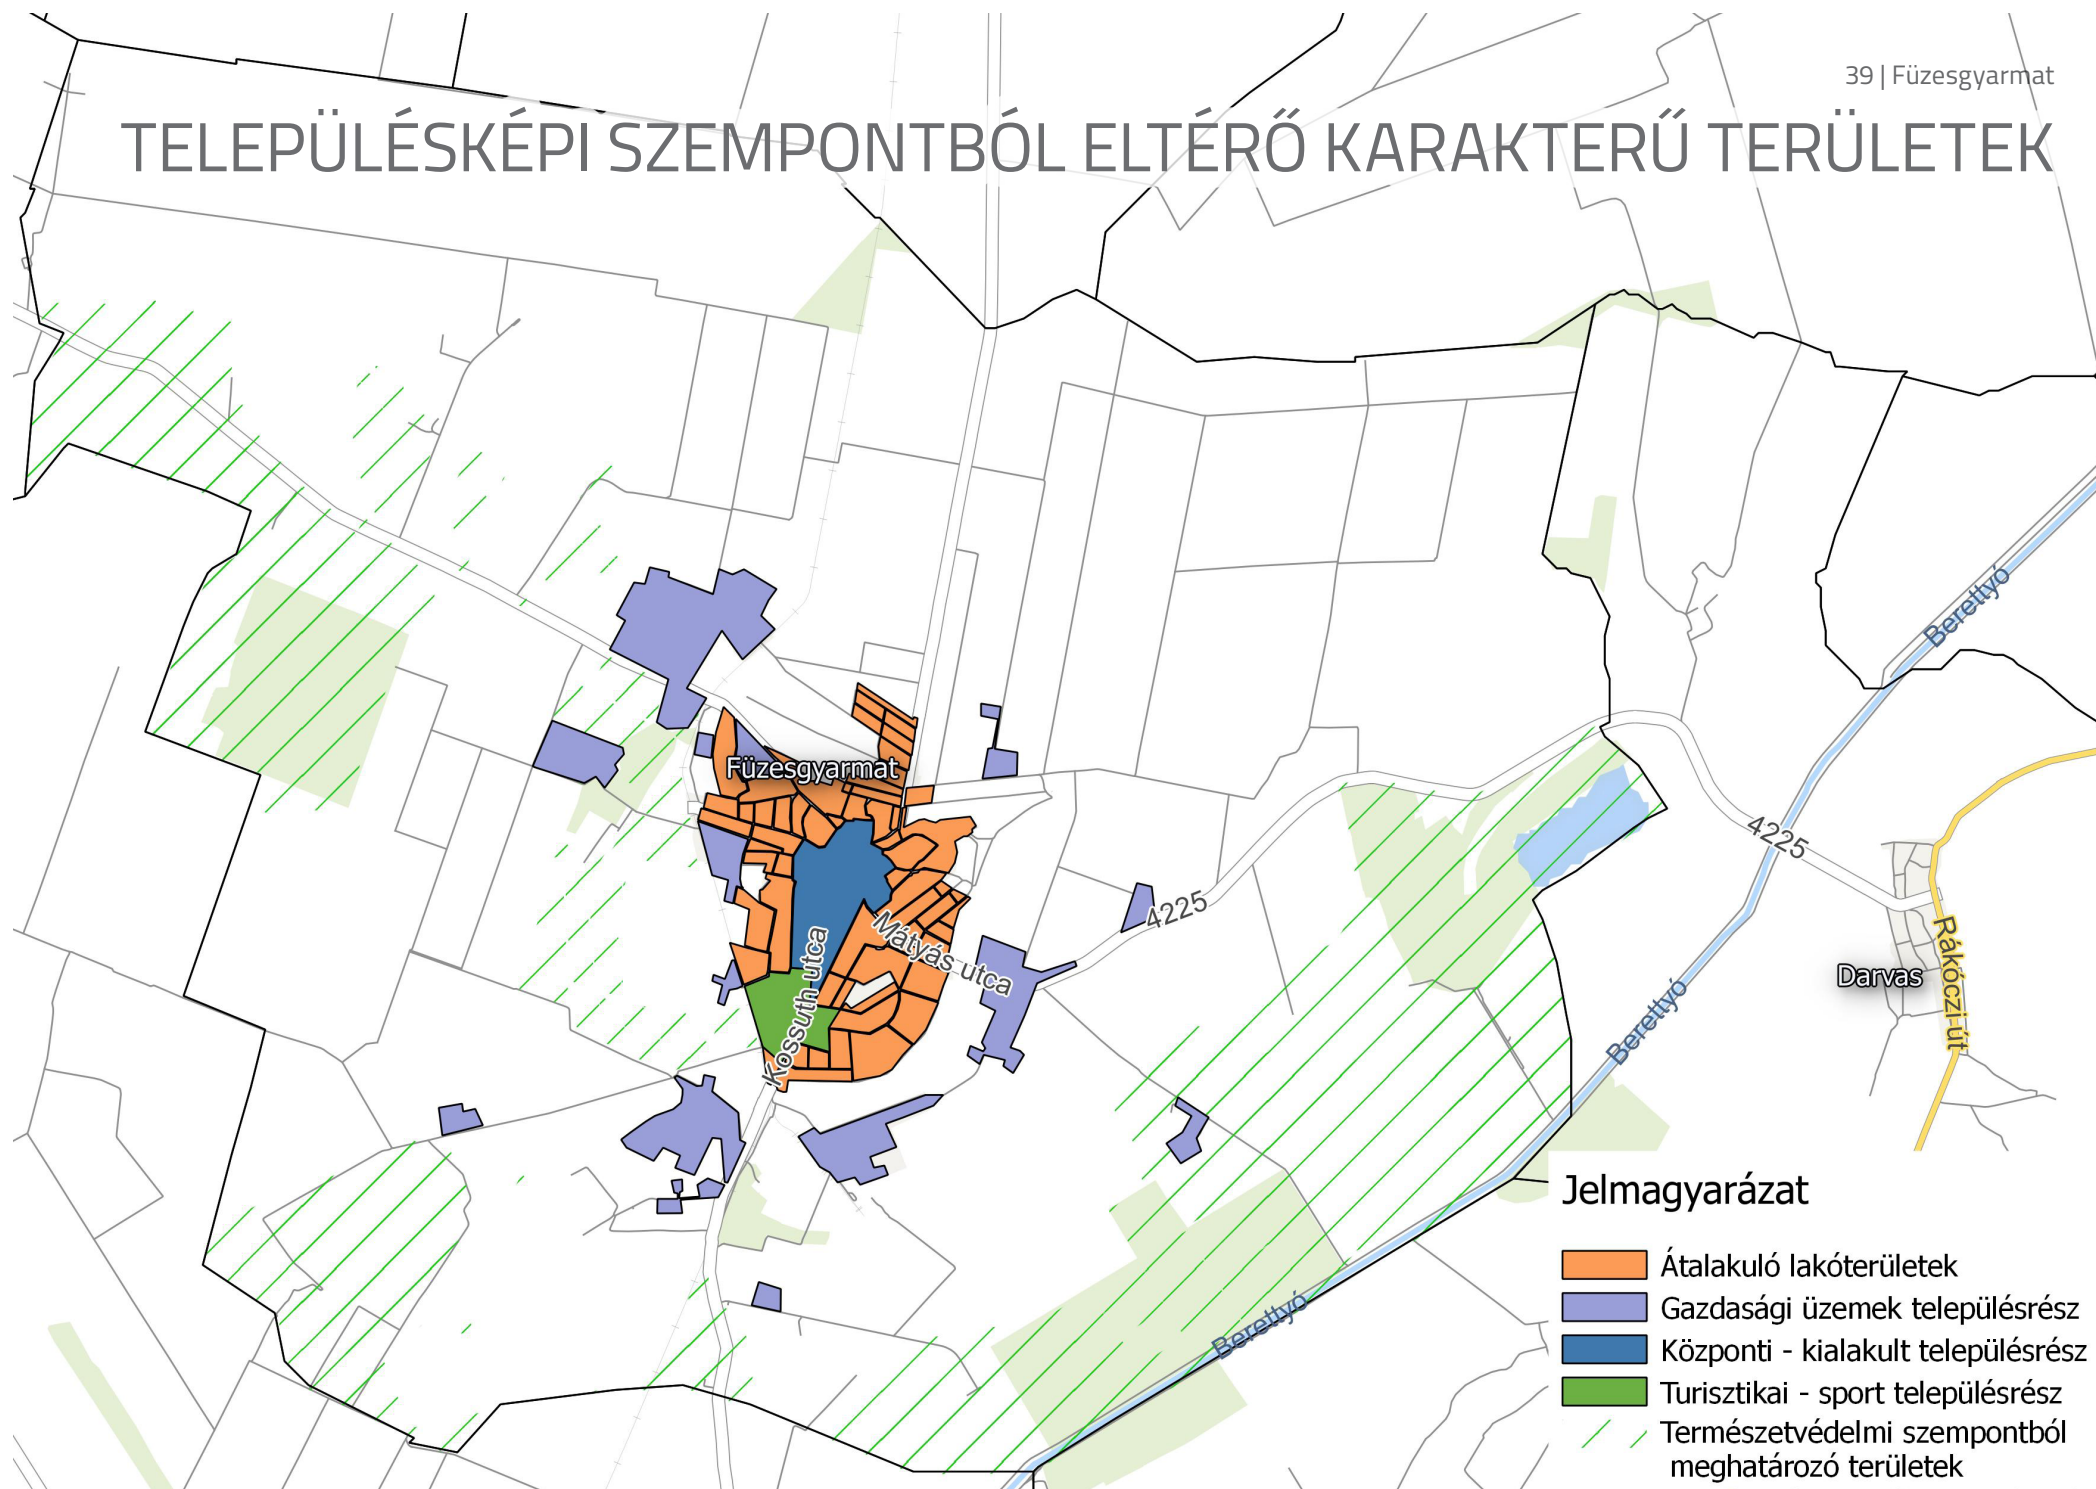 39 | Füzesgyarmat
TELEPÜLÉSKÉPI SZEMPONTBÓL ELTÉRŐ KARAKTERŰ TERÜLETEK
Berettyó
Füzesgyarmat
4225
4225
Mátyás utca
Kossuth utca
Darvas
Rákóczi út
Berettyó
Berettyó
Jelmagyarázat
Átalakuló lakóterületek
Gazdasági üzemek településrész
Központi - kialakult településrész
Turisztikai - sport településrész
Természetvédelmi szempontból
meghatározó területek